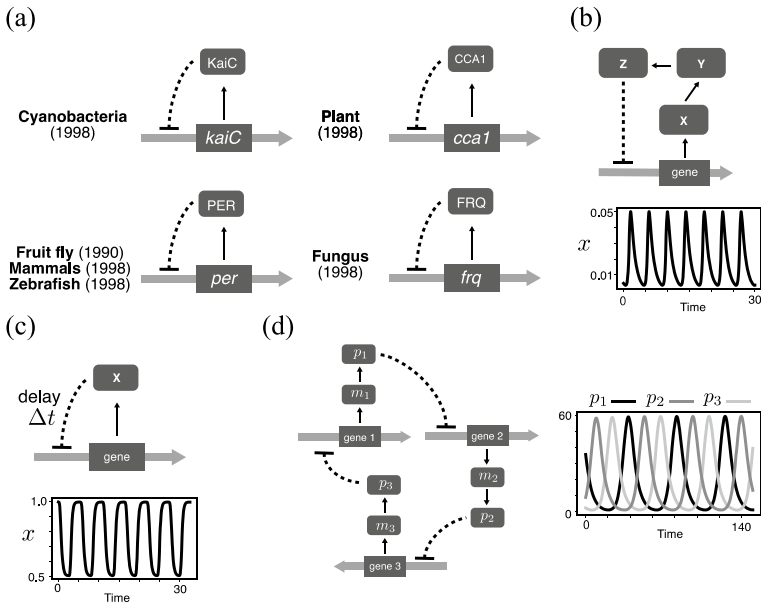 (a)
KaiC
Cyanobacteria
(1998)
kaiC
CCA1
Plant
(1998)
cca1
PER
Fruit fly (1990)
Mammals (1998)
Zebrafish (1998)
per
FRQ
Fungus
(1998)
frq
(b)
Z
Y
X
gene
0.05
x
0.01
0
30
Time
(c)
X
delay
Δt
gene
1.0
x
0.5
0
30
Time
(d)
p₁
m₁
gene 1
gene 2
p₃
m₂
m₃
p₂
gene 3
p₁ p₂ p₃
60
0
0
140
Time